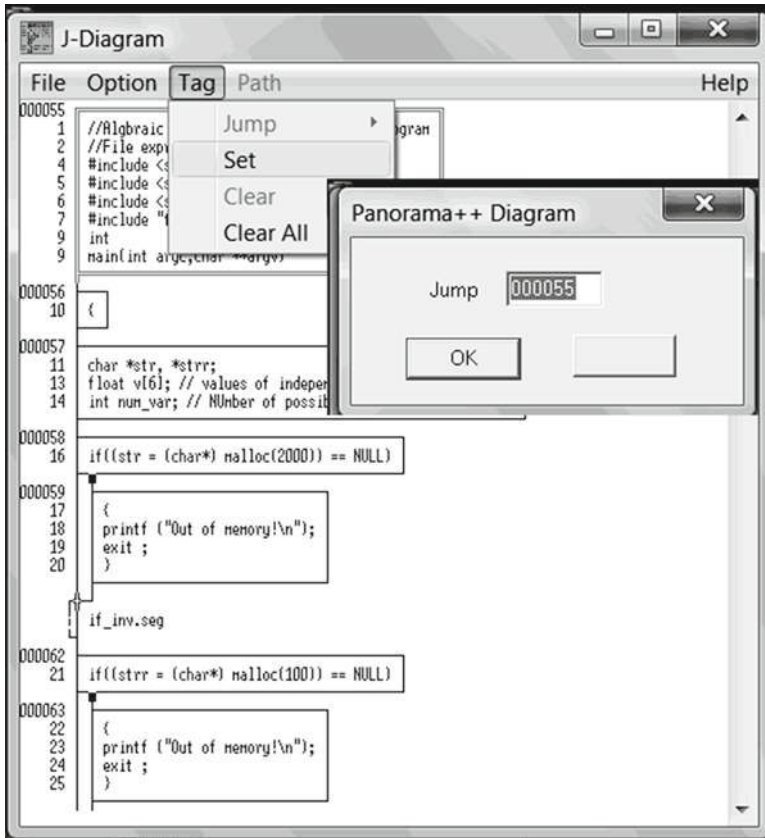 J-Diagram
File Option Tag Path Help
Jump
Set
Clear
Clear All
000055
1 //Algbraic
2 //File exp
4 #include <s
5 #include <s
6 #include <s
7 #include "
9 int
9 main(int argc,char **argv)
000056
10 {
000057
11 char *str, *strr;
13 float v[6]; // values of indepen
14 int num_var; // NUmber of possib
000058
16 if((str = (char*) malloc(2000)) == NULL)
000059
17 {
18 printf ("Out of memory!\n");
19 exit ;
20 }
if_inv.seg
000062
21 if((strr = (char*) malloc(100)) == NULL)
000063
22 {
23 printf ("Out of memory!\n");
24 exit ;
25 }
Panorama++ Diagram
Jump 000055
OK